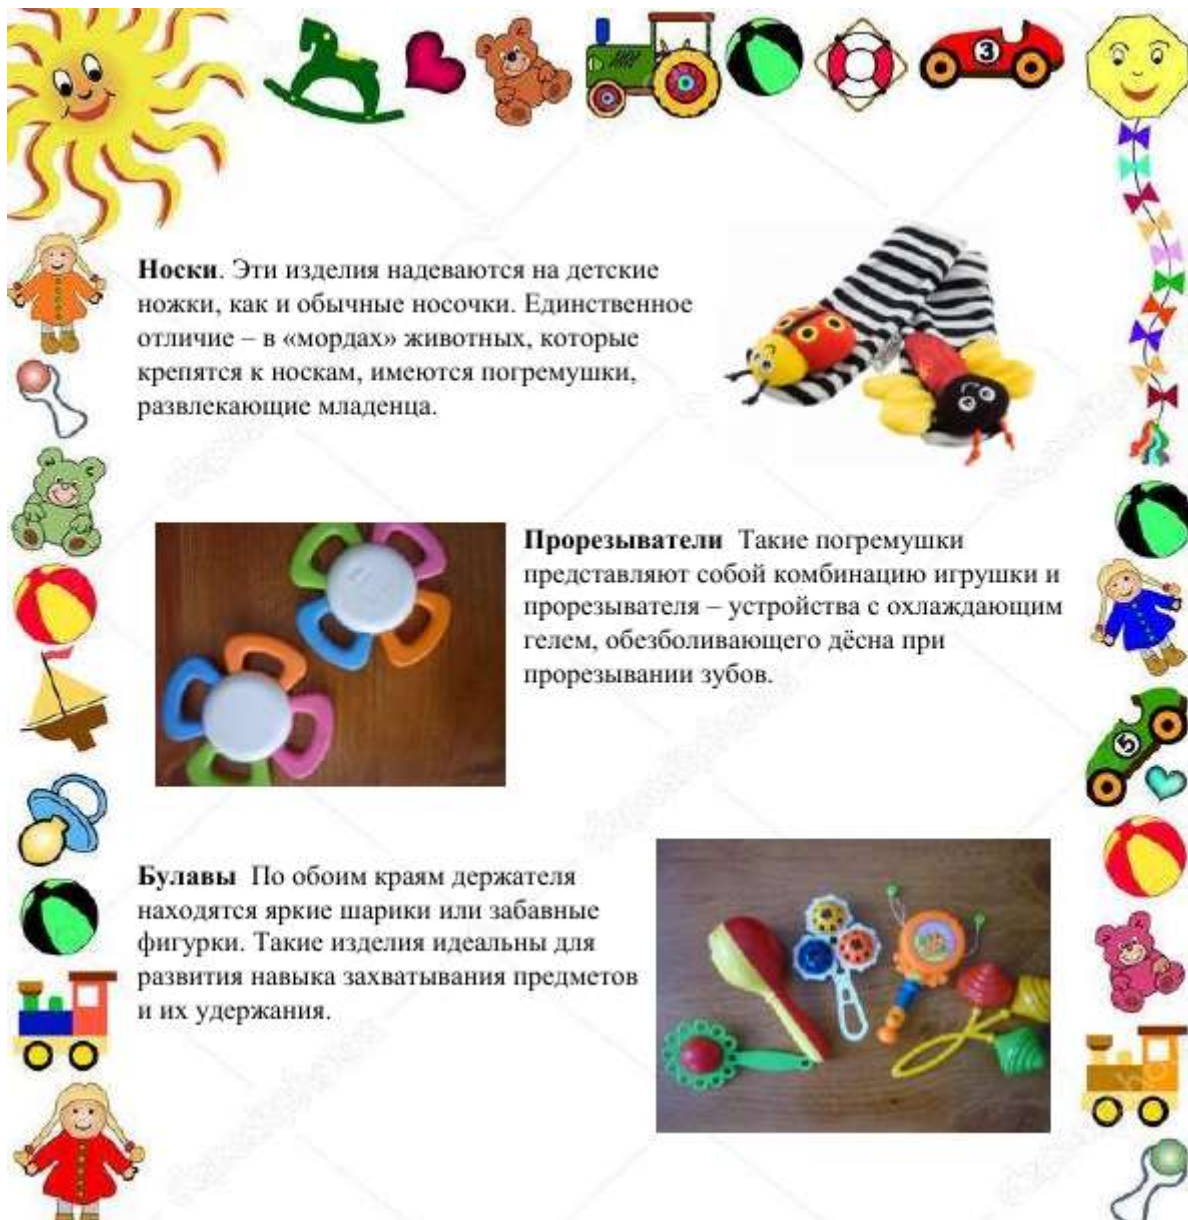 3
Носки. Эти изделия надеваются на детские
ножки, как и обычные носочки. Единственное
отличие – в «мордах» животных, которые
крепятся к носкам, имеются погремушки,
развлекающие младенца.
Прорезыватели Такие погремушки
представляют собой комбинацию игрушки и
прорезывателя – устройства с охлаждающим
гелем, обезболивающего дёсна при
прорезывании зубов.
5
Булавы По обоим краям держателя
находятся яркие шарики или забавные
фигурки. Такие изделия идеальны для
развития навыка захватывания предметов
и их удержания.